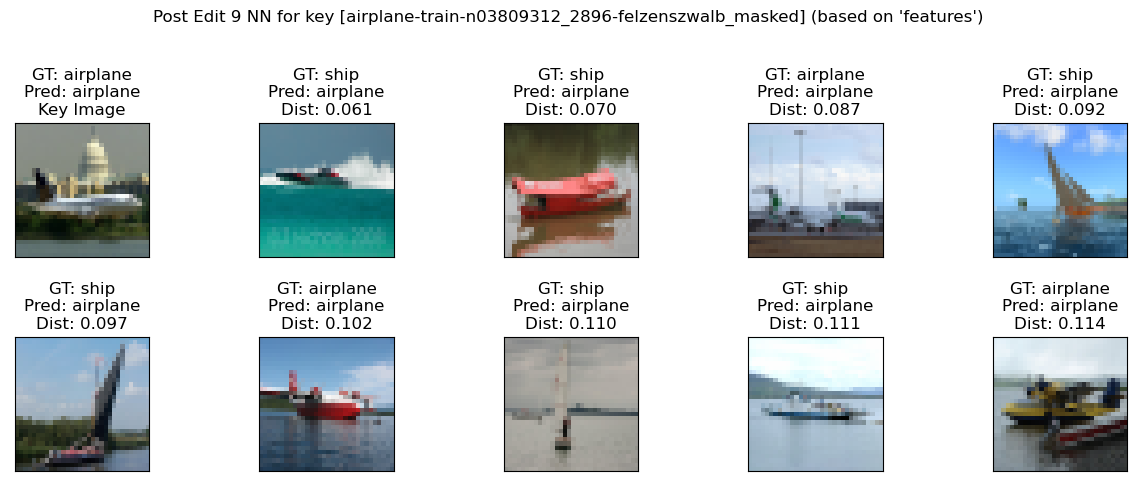 Post Edit 9 NN for key [airplane-train-n03809312_2896-felzenszwalb_masked] (based on 'features')
GT: airplane
Pred: airplane
Key Image
GT: ship
Pred: airplane
Dist: 0.061
GT: ship
Pred: airplane
Dist: 0.070
GT: airplane
Pred: airplane
Dist: 0.087
GT: ship
Pred: airplane
Dist: 0.092
GT: ship
Pred: airplane
Dist: 0.097
GT: airplane
Pred: airplane
Dist: 0.102
GT: ship
Pred: airplane
Dist: 0.110
GT: ship
Pred: airplane
Dist: 0.111
GT: airplane
Pred: airplane
Dist: 0.114